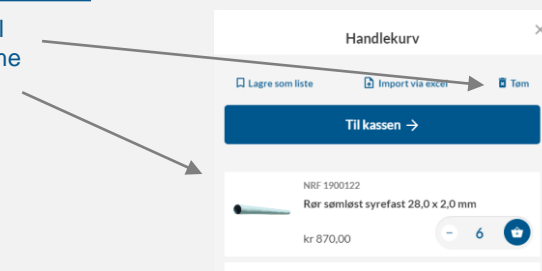 Handlekurv
Lagre som liste
Import via excel
Tøm
Til kassen →
NRF 1900122
Rør sømløst syrefast 28,0 x 2,0 mm
kr 870,00
- 6